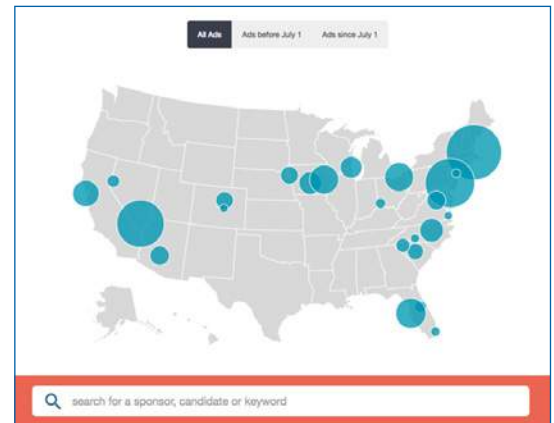 All Ads Ads before July 1 Ads since July 1
search for a sponsor, candidate or keyword